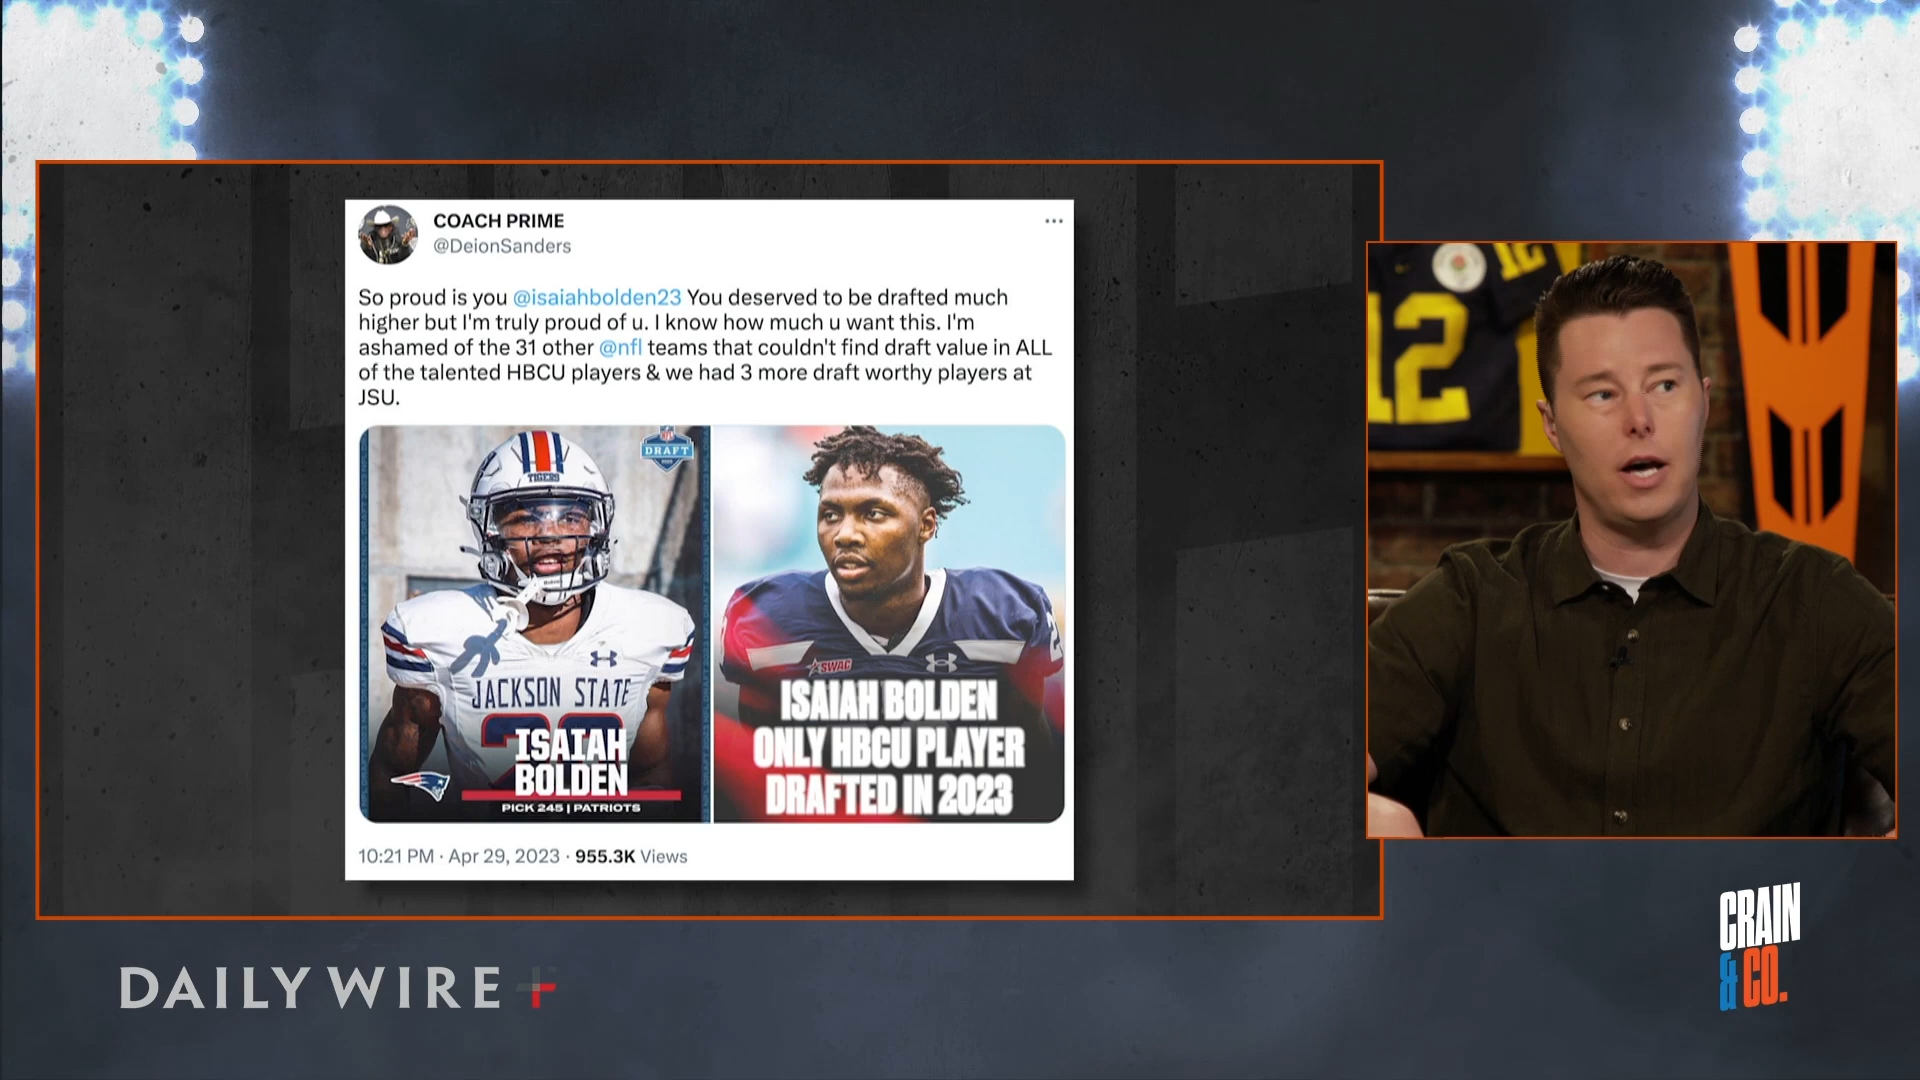 COACH PRIME
@DeionSanders
So proud is you @isaiahbolden23 You deserved to be drafted much
higher but I'm truly proud of u. I know how much u want this. I'm
ashamed of the 31 other @nfl teams that couldn't find draft value in ALL
of the talented HBCU players & we had 3 more draft worthy players at
JSU.
NFL
DRAFT
TIGERS
JACKSON STATE
ISAIAH
BOLDEN
PICK 245 | PATRIOTS
SWAC
ISAIAH BOLDEN
ONLY HBCU PLAYER
DRAFTED IN 2023
10:21 PM · Apr 29, 2023 · 955.3K Views
12
12
CRAIN
& CO.
DAILY WIRE +